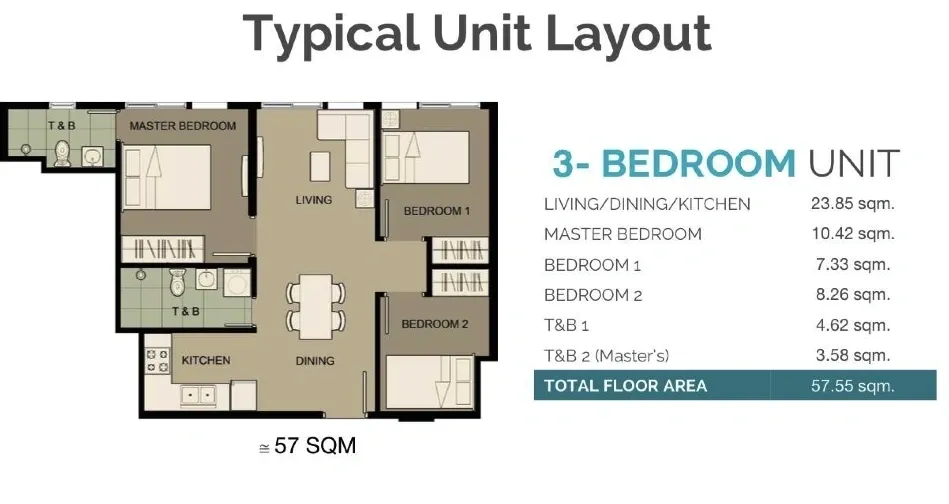 Typical Unit Layout
T & B
MASTER BEDROOM
LIVING
BEDROOM 1
T & B
BEDROOM 2
KITCHEN
DINING
≅ 57 SQM
3- BEDROOM UNIT
LIVING/DINING/KITCHEN 23.85 sqm.
MASTER BEDROOM 10.42 sqm.
BEDROOM 1 7.33 sqm.
BEDROOM 2 8.26 sqm.
T&B 1 4.62 sqm.
T&B 2 (Master's) 3.58 sqm.
TOTAL FLOOR AREA 57.55 sqm.